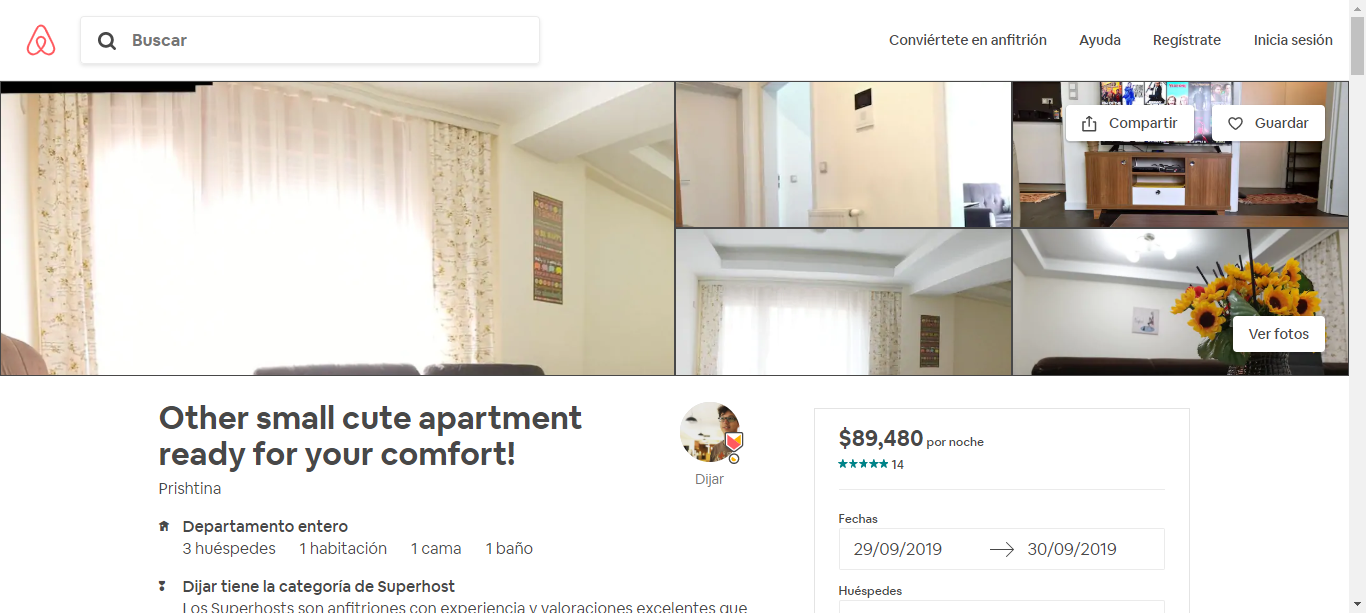 Buscar
Conviértete en anfitrión
Ayuda
Regístrate
Inicia sesión
Compartir
Guardar
Ver fotos
Other small cute apartment
ready for your comfort!
Prishtina
Dijar
Departamento entero
3 huéspedes 1 habitación 1 cama 1 baño
Dijar tiene la categoría de Superhost
Los Superhosts son anfitriones con experiencia y valoraciones excelentes que
$89,480 por noche
14
Fechas
29/09/2019 30/09/2019
Huéspedes